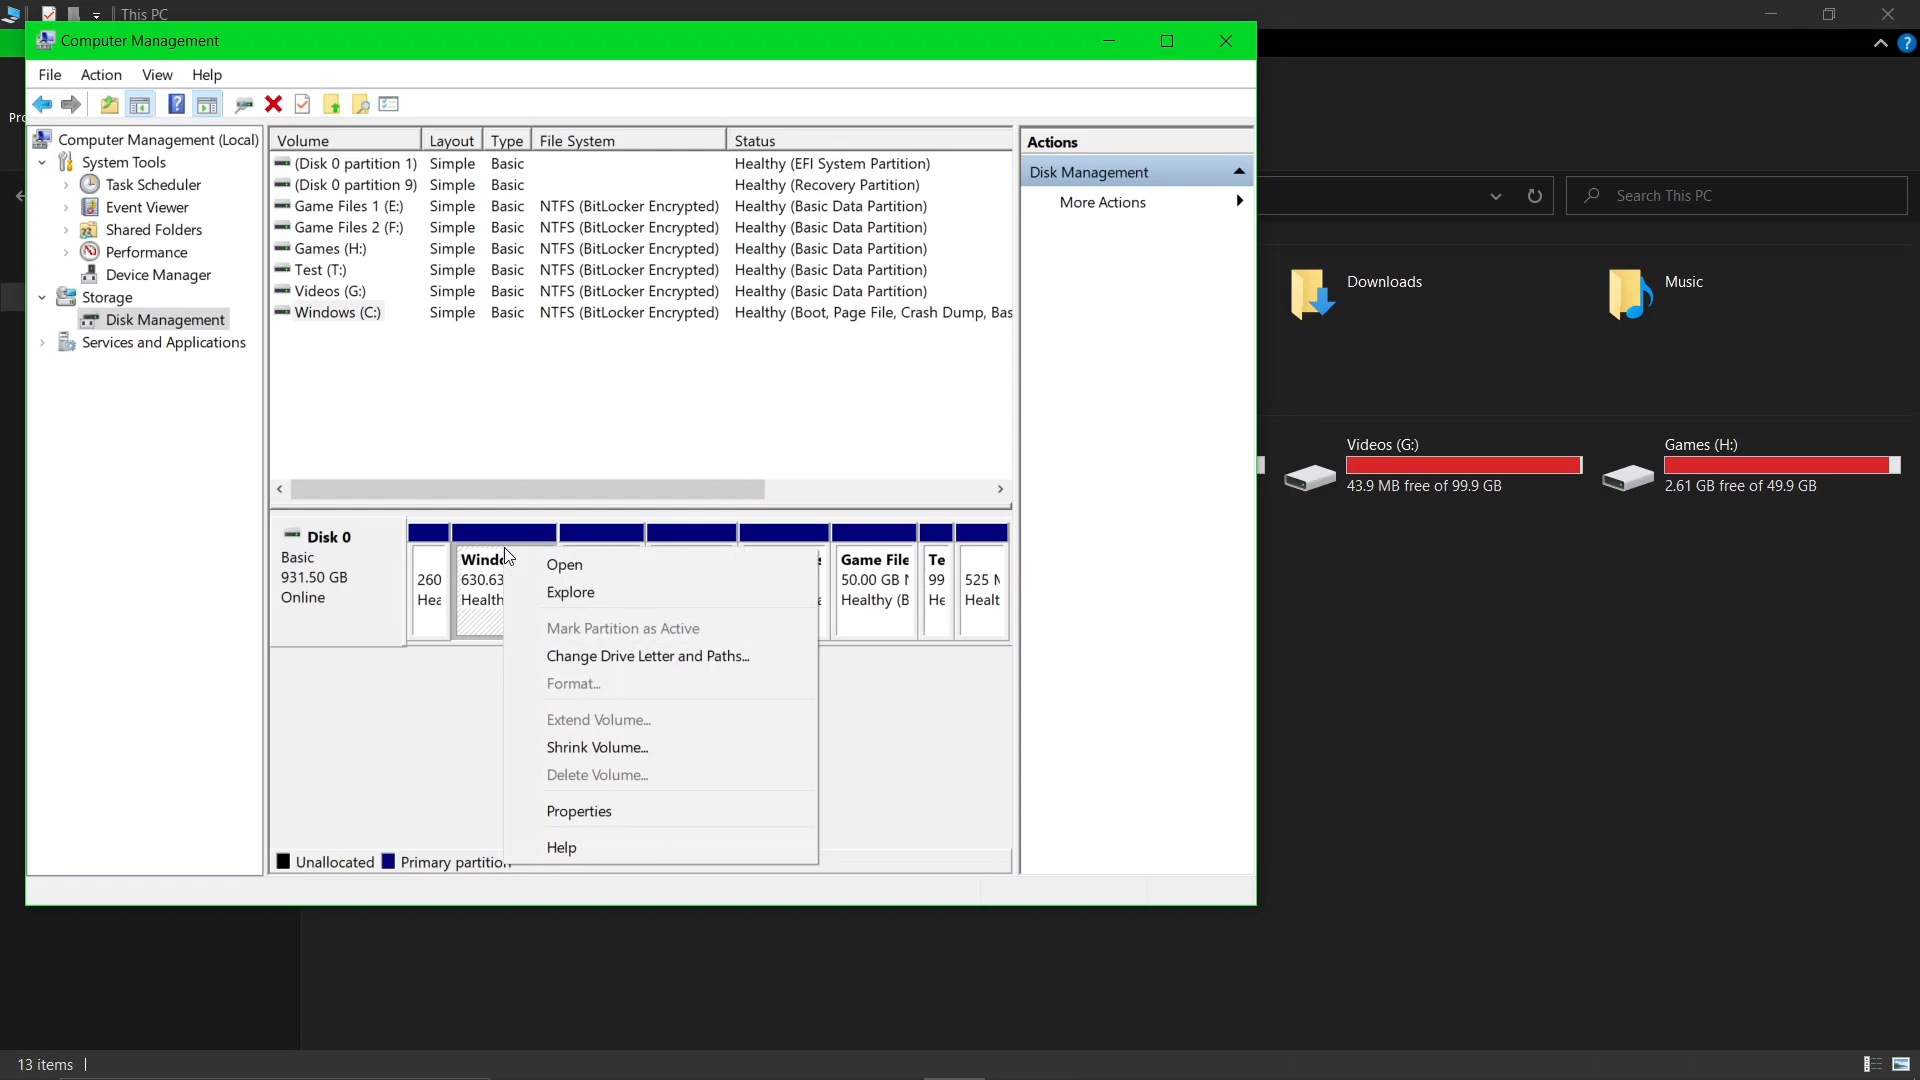 This PC
Computer Management
File Action View Help
Pro
Computer Management (Local)
System Tools
Task Scheduler
Event Viewer
Shared Folders
Performance
Device Manager
Storage
Disk Management
Services and Applications
Volume Layout Type File System Status
(Disk 0 partition 1) Simple Basic Healthy (EFI System Partition)
(Disk 0 partition 9) Simple Basic Healthy (Recovery Partition)
Game Files 1 (E:) Simple Basic NTFS (BitLocker Encrypted) Healthy (Basic Data Partition)
Game Files 2 (F:) Simple Basic NTFS (BitLocker Encrypted) Healthy (Basic Data Partition)
Games (H:) Simple Basic NTFS (BitLocker Encrypted) Healthy (Basic Data Partition)
Test (T:) Simple Basic NTFS (BitLocker Encrypted) Healthy (Basic Data Partition)
Videos (G:) Simple Basic NTFS (BitLocker Encrypted) Healthy (Basic Data Partition)
Windows (C:) Simple Basic NTFS (BitLocker Encrypted) Healthy (Boot, Page File, Crash Dump, Bas
Disk 0
Basic
931.50 GB
Online
260
Hea
Windo
630.63
Health
Game File
50.00 GB N
Healthy (B
Te
99
He
525 M
Healt
Open
Explore
Mark Partition as Active
Change Drive Letter and Paths...
Format...
Extend Volume...
Shrink Volume...
Delete Volume...
Properties
Help
Unallocated Primary partition
Actions
Disk Management
More Actions
Search This PC
Downloads
Music
Videos (G:)
43.9 MB free of 99.9 GB
Games (H:)
2.61 GB free of 49.9 GB
13 items